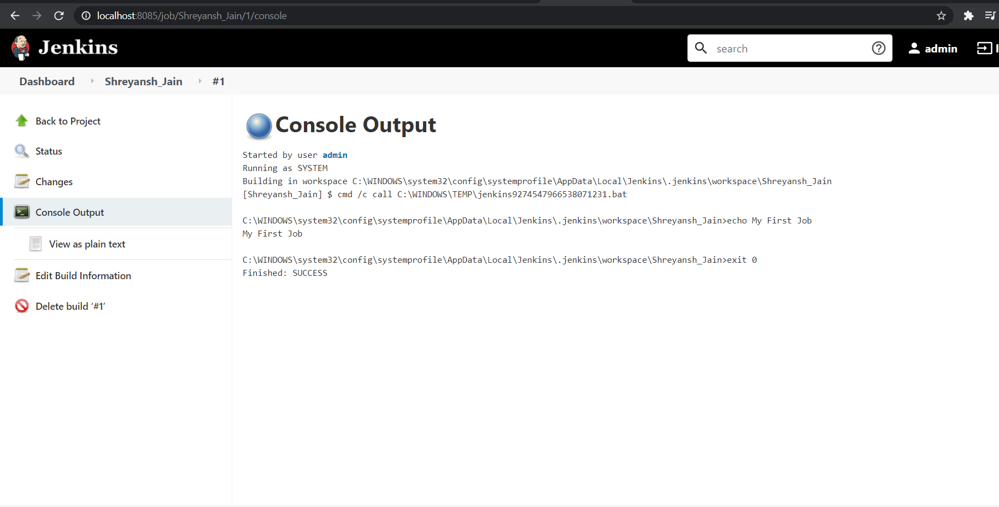 localhost:8085/job/Shreyansh_Jain/1/console
Jenkins
search
admin
Dashboard Shreyansh_Jain #1
Back to Project
Status
Changes
Console Output
View as plain text
Edit Build Information
Delete build ‘#1’
Console Output
Started by user admin
Running as SYSTEM
Building in workspace C:\WINDOWS\system32\config\systemprofile\AppData\Local\Jenkins\.jenkins\workspace\Shreyansh_Jain
[Shreyansh_Jain] $ cmd /c call C:\WINDOWS\TEMP\jenkins9274547966538071231.bat
C:\WINDOWS\system32\config\systemprofile\AppData\Local\Jenkins\.jenkins\workspace\Shreyansh_Jain>echo My First Job
My First Job
C:\WINDOWS\system32\config\systemprofile\AppData\Local\Jenkins\.jenkins\workspace\Shreyansh_Jain>exit 0
Finished: SUCCESS